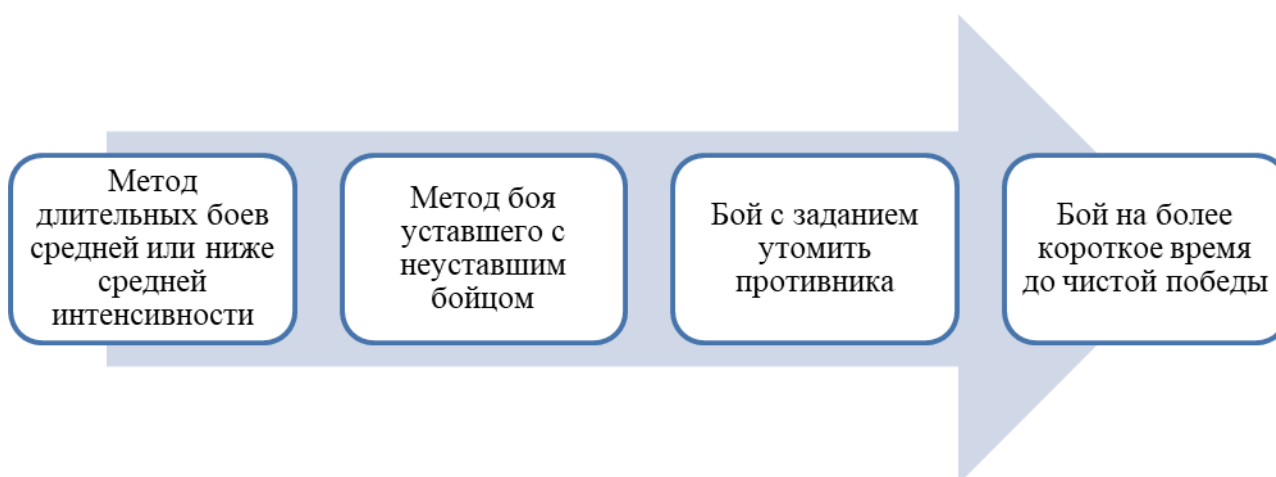 Метод
длительных боев
средней или ниже
средней
интенсивности
Метод боя
уставшего с
неуставшим
бойцом
Бой с заданием
утомить
противника
Бой на более
короткое время
до чистой победы